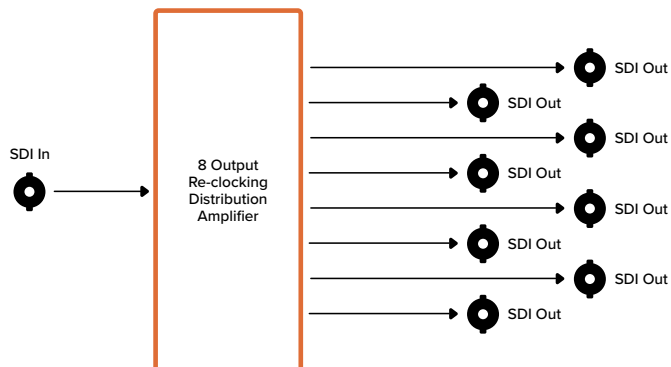 SDI In
8 Output
Re-clocking
Distribution
Amplifier
SDI Out
SDI Out
SDI Out
SDI Out
SDI Out
SDI Out
SDI Out
SDI Out